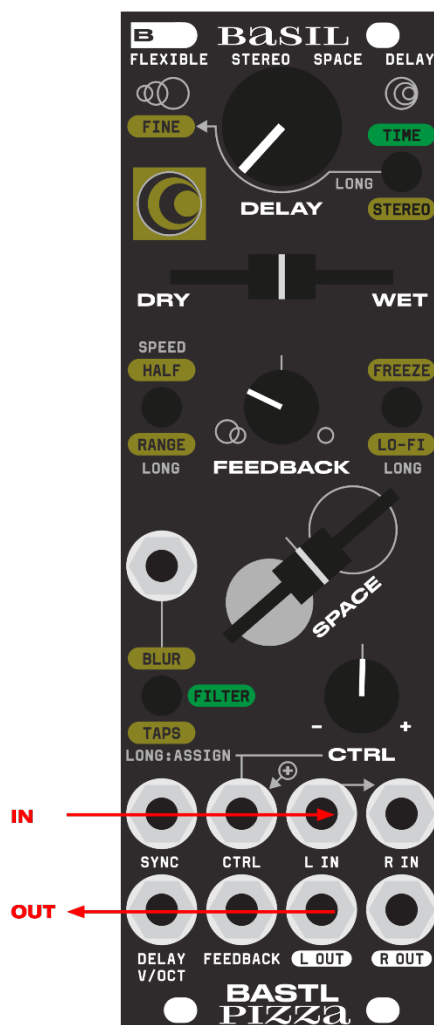 B BaSIL
FLEXIBLE STEREO SPACE DELAY
FINE TIME
LONG
DELAY STEREO
DRY WET
SPEED
HALF FREEZE
RANGE LO-FI
LONG FEEDBACK LONG
SPACE
BLUR
FILTER
TAPS - +
LONG:ASSIGN CTRL
IN
SYNC CTRL L IN R IN
OUT
DELAY FEEDBACK L OUT R OUT
V/OCT
BASTL
PIZZa